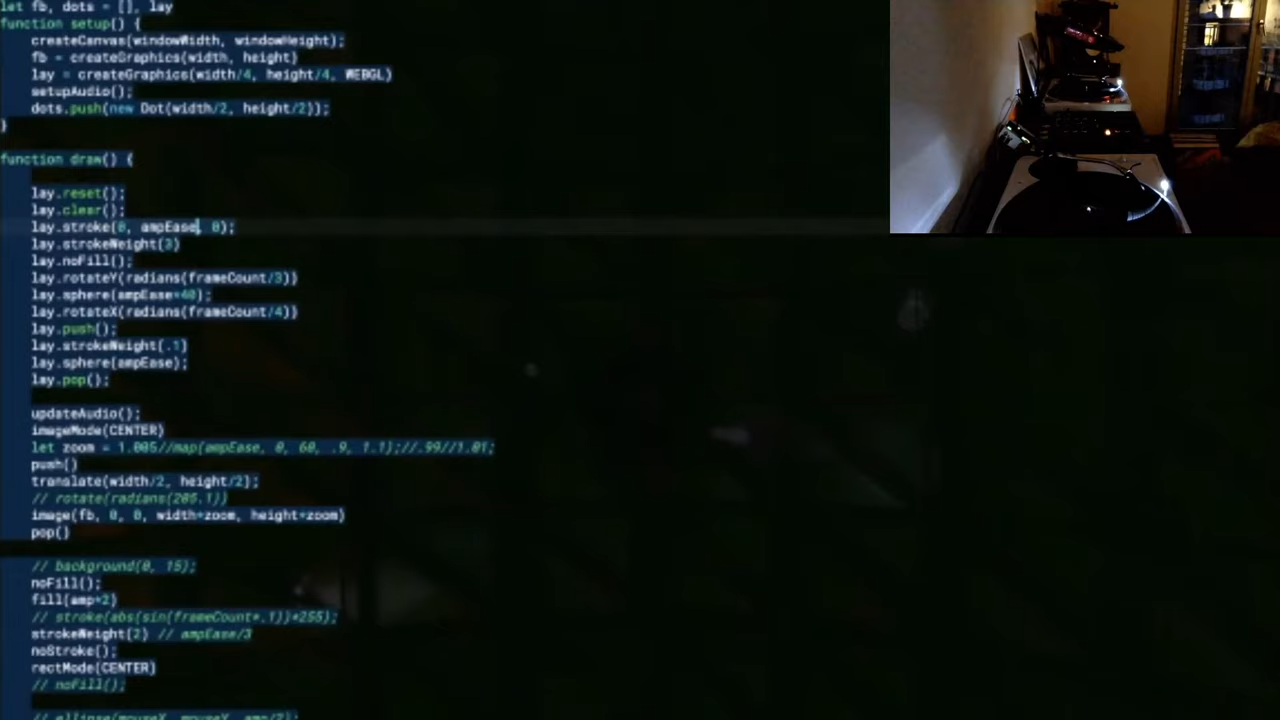 let fb, dots = [], lay
function setup() {
createCanvas(windowWidth, windowHeight);
fb = createGraphics(width, height)
lay = createGraphics(width/4, height/4, WEBGL)
setupAudio();
dots.push(new Dot(width/2, height/2));
}
function draw() {
lay.reset();
lay.clear();
lay.stroke(0, ampEase, 0);
lay.strokeWeight(3)
lay.noFill();
lay.rotateY(radians(frameCount/3))
lay.sphere(ampEase*40);
lay.rotateX(radians(frameCount/4))
lay.push();
lay.strokeWeight(.1)
lay.sphere(ampEase);
lay.pop();
updateAudio();
imageMode(CENTER)
let zoom = 1.005//map(ampEase, 0, 60, .9, 1.1);//.99//1.01;
push()
translate(width/2, height/2);
// rotate(radians(205.1))
image(fb, 0, 0, width*zoom, height*zoom)
pop()
// background(0, 15);
noFill();
fill(amp*2)
// stroke(abs(sin(frameCount*.1))*255);
strokeWeight(2) // ampEase/3
noStroke();
rectMode(CENTER)
// noFill();
// ellipse(mouseX, mouseY, amp/2);